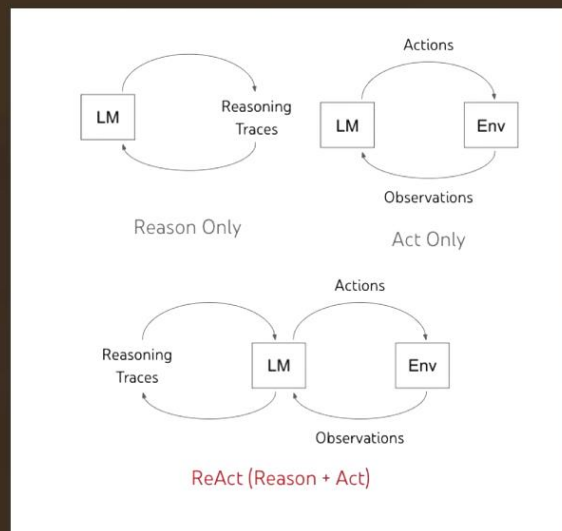 Actions
LM
Reasoning
Traces
LM
Env
Observations
Reason Only
Act Only
Actions
Reasoning
Traces
LM
Env
Observations
ReAct (Reason + Act)